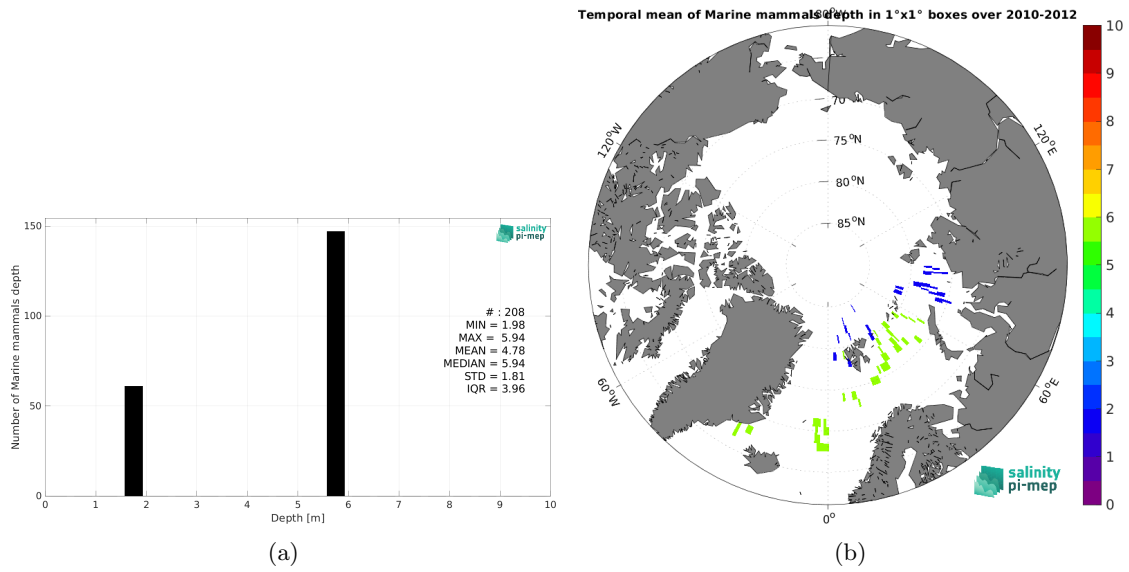 150
100
50
0
Number of Marine mammals depth
0 1 2 3 4 5 6 7 8 9 10
Depth [m]
salinity
pi-mep
# : 208
MIN = 1.98
MAX = 5.94
MEAN = 4.78
MEDIAN = 5.94
STD = 1.81
IQR = 3.96
(a)
Temporal mean of Marine mammals depth in 1°x1° boxes over 2010-2012
180°W
120°W
120°E
70
75°N
80°N
85°N
60°W
60°E
0°
10
9
8
7
6
5
4
3
2
1
0
salinity
pi-mep
(b)